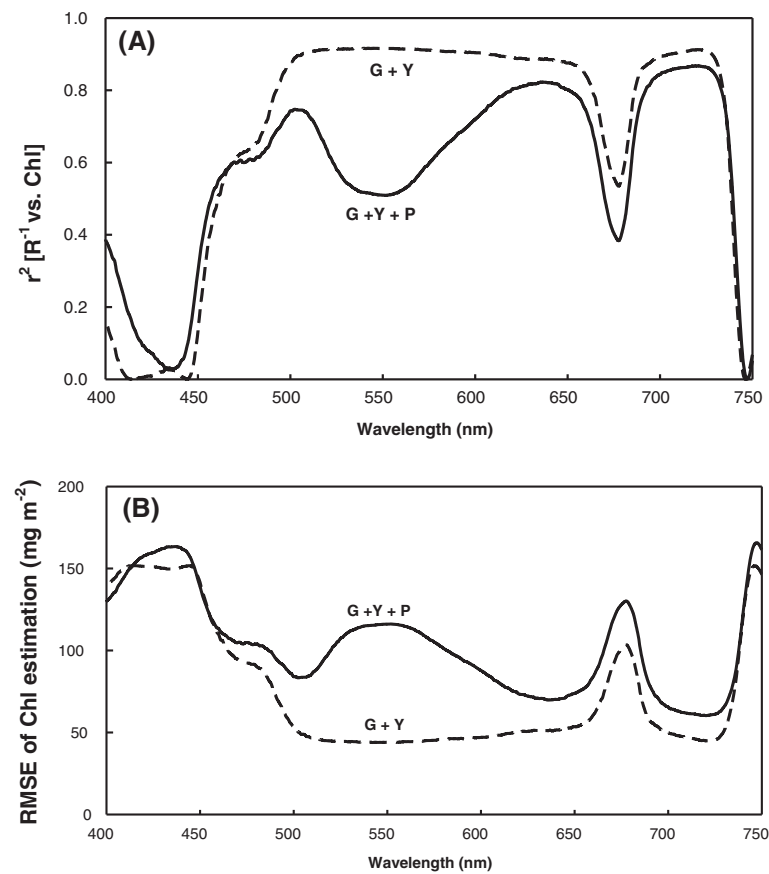 (A)
1.0
0.8
0.6
0.4
0.2
0.0
r² [R⁻¹ vs. Chl]
G + Y
G +Y + P
400 450 500 550 600 650 700 750
Wavelength (nm)
(B)
200
150
100
50
0
RMSE of Chl estimation (mg m⁻²)
G +Y + P
G + Y
400 450 500 550 600 650 700 750
Wavelength (nm)